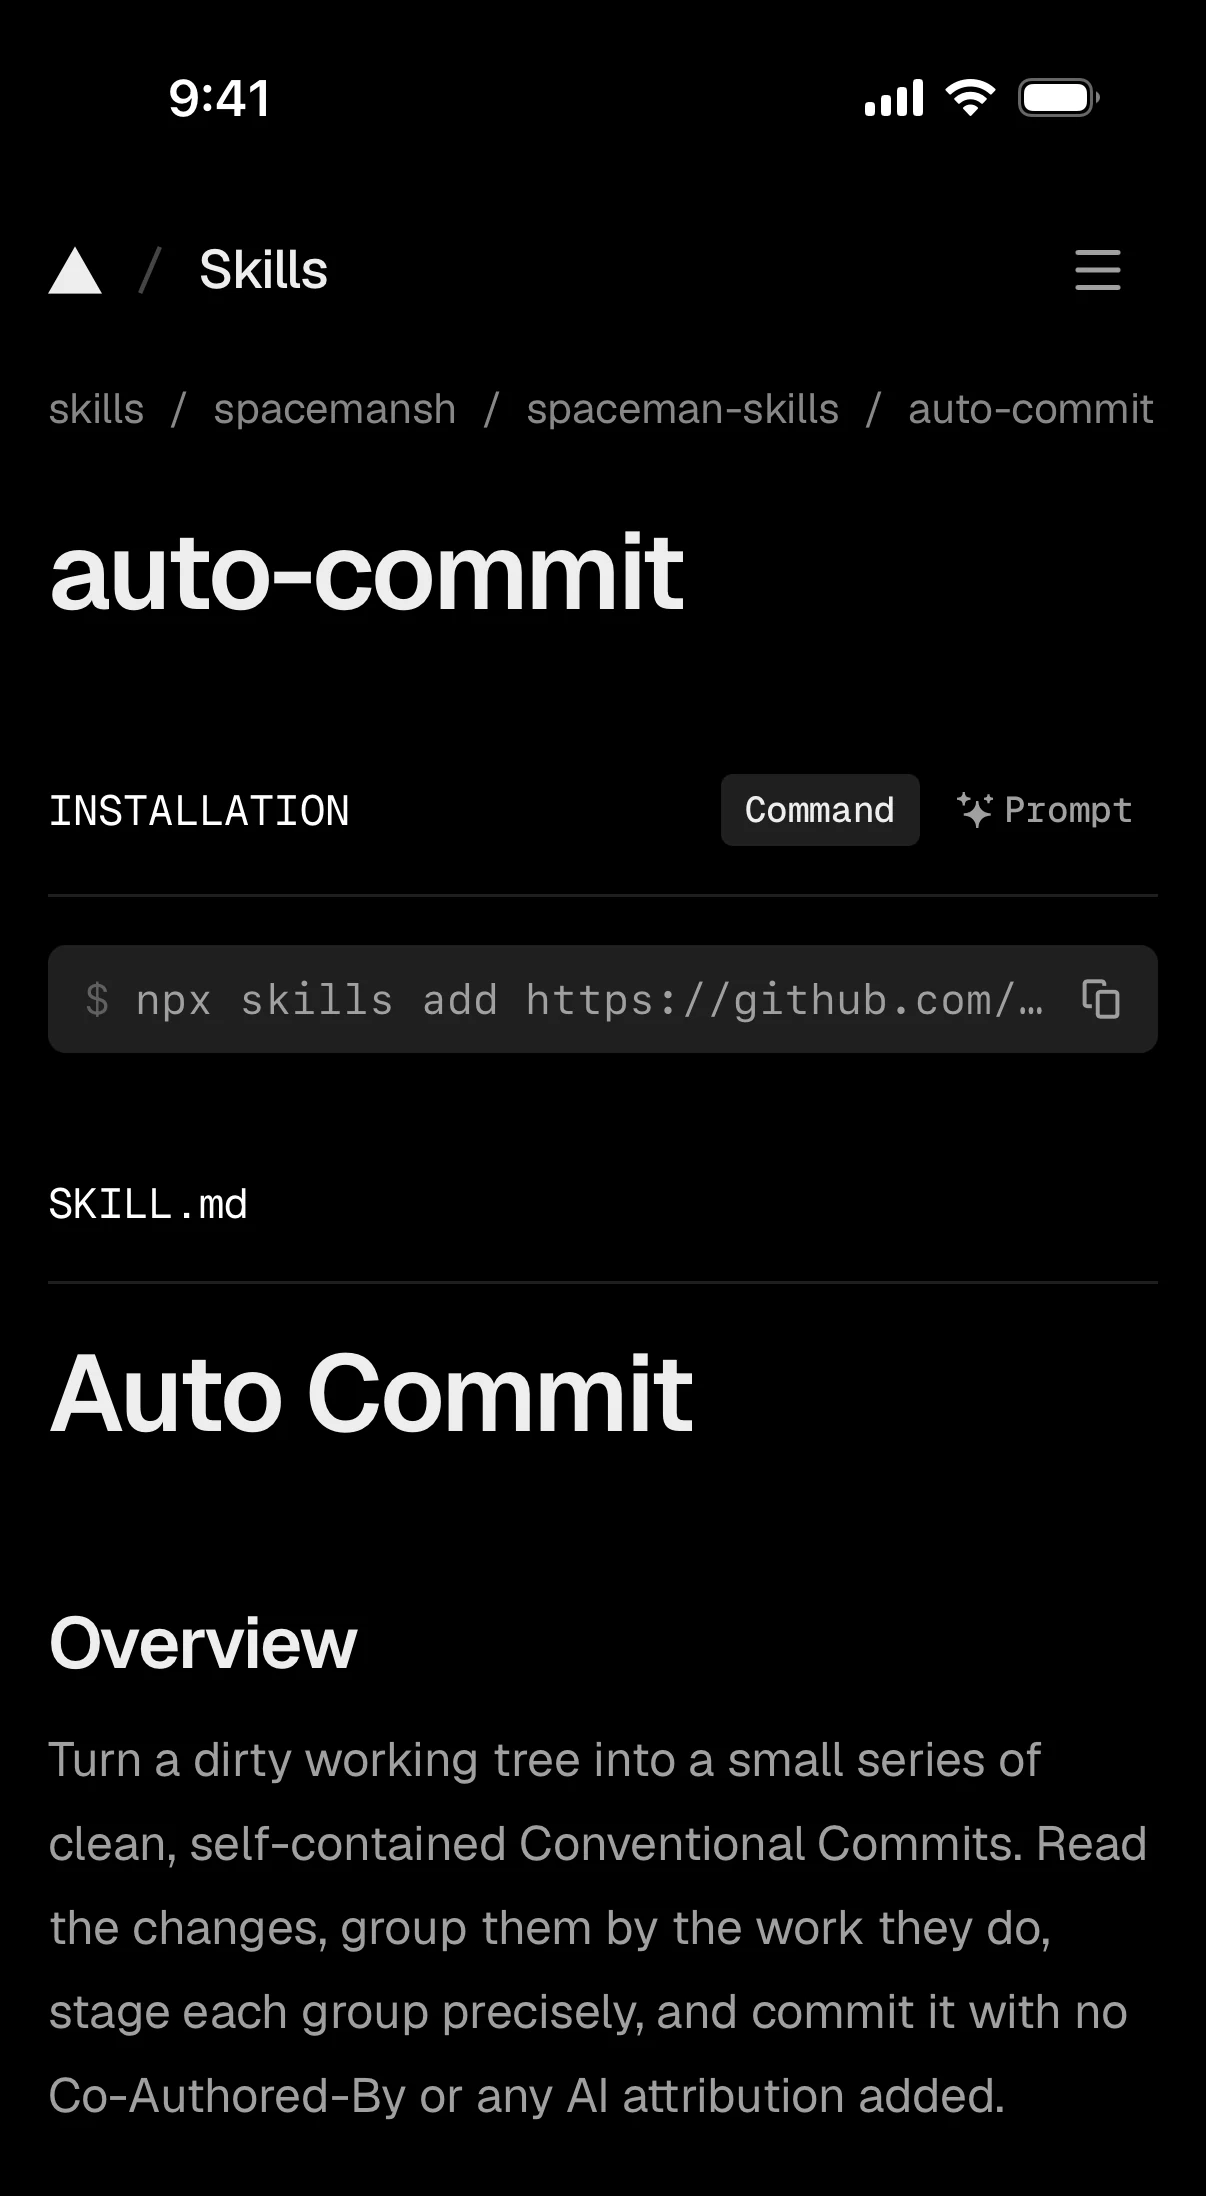 9:41
/ Skills
skills / spacemansh / spaceman-skills / auto-commit
auto-commit
INSTALLATION
Command
Prompt
$ npx skills add https://github.com/…
SKILL.md
Auto Commit
Overview
Turn a dirty working tree into a small series of
clean, self-contained Conventional Commits. Read
the changes, group them by the work they do,
stage each group precisely, and commit it with no
Co-Authored-By or any AI attribution added.